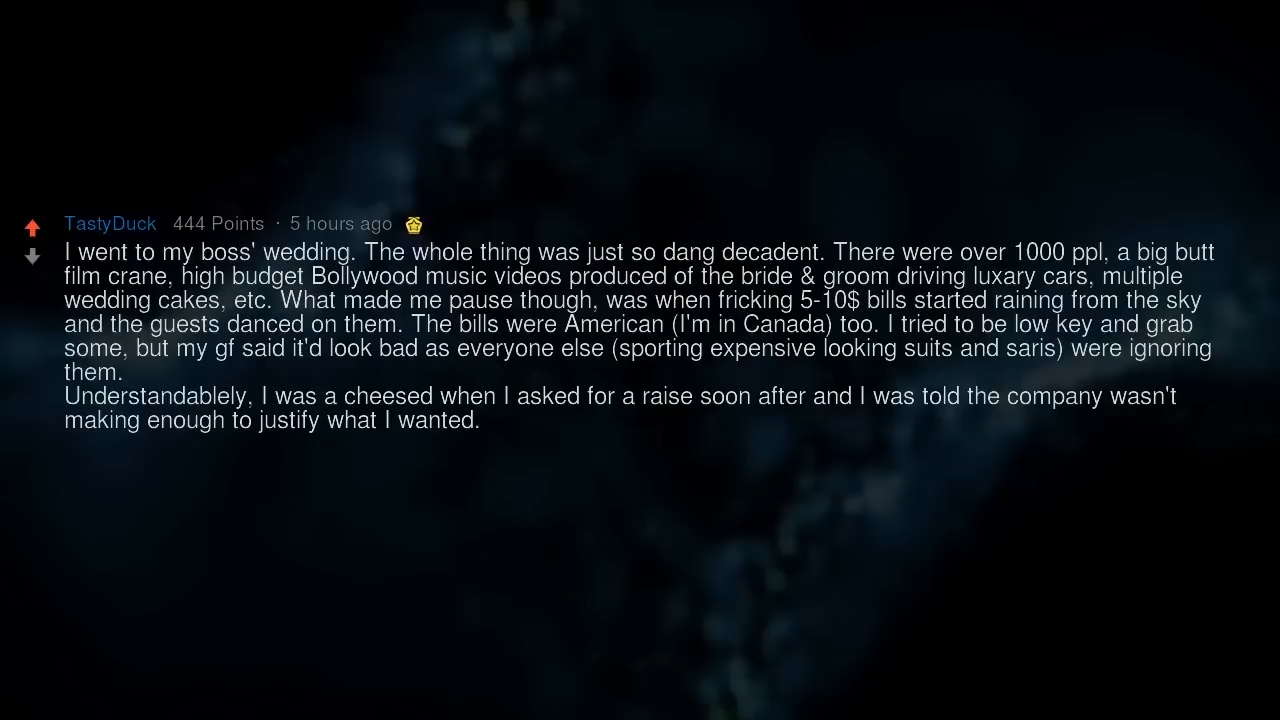 TastyDuck 444 Points · 5 hours ago
I went to my boss' wedding. The whole thing was just so dang decadent. There were over 1000 ppl, a big butt
film crane, high budget Bollywood music videos produced of the bride & groom driving luxary cars, multiple
wedding cakes, etc. What made me pause though, was when fricking 5-10$ bills started raining from the sky
and the guests danced on them. The bills were American (I'm in Canada) too. I tried to be low key and grab
some, but my gf said it'd look bad as everyone else (sporting expensive looking suits and saris) were ignoring
them.
Understandablely, I was a cheesed when I asked for a raise soon after and I was told the company wasn't
making enough to justify what I wanted.